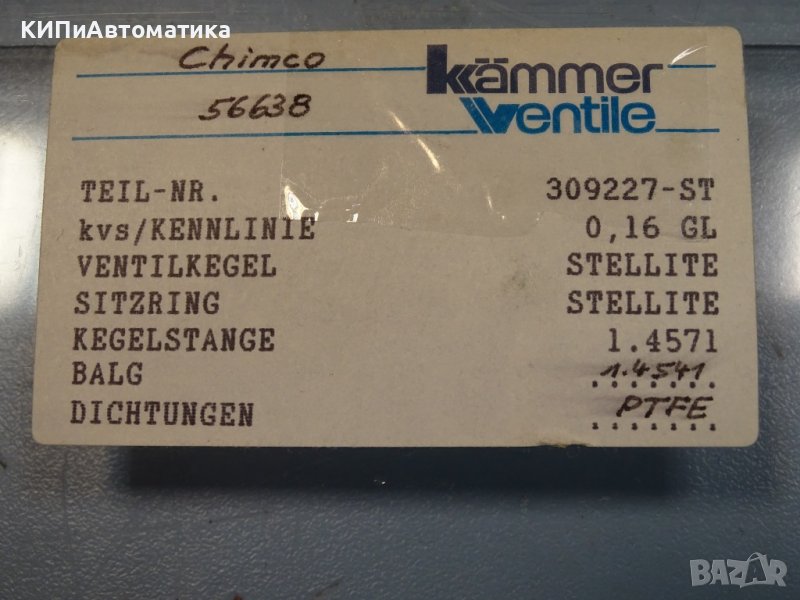 КИПиАвтоматика
Chimco
56638
kämmer
ventile
TEIL-NR. 309227-ST
kvs/KENNLINIE 0,16 GL
VENTILKEGEL STELLITE
SITZRING STELLITE
KEGELSTANGE 1.4571
BALG 1.4541
DICHTUNGEN PTFE
BAZAR